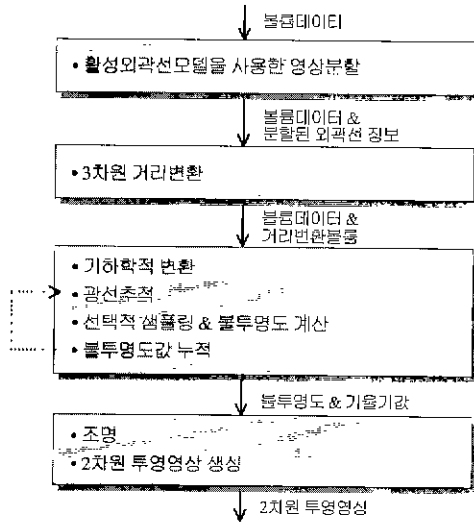 볼륨데이터
• 활성외곽선모델을 사용한 영상분할
볼륨데이터 &
분할된 외곽선 정보
• 3차원 거리변환
볼륨데이터 &
거리변환볼륨
• 기하학적 변환
• 광선추적
• 선택적 샘플링 & 불투명도 계산
• 불투명도값 누적
불투명도 & 기울기값
• 조명
• 2차원 투영영상 생성
2차원 투영영상